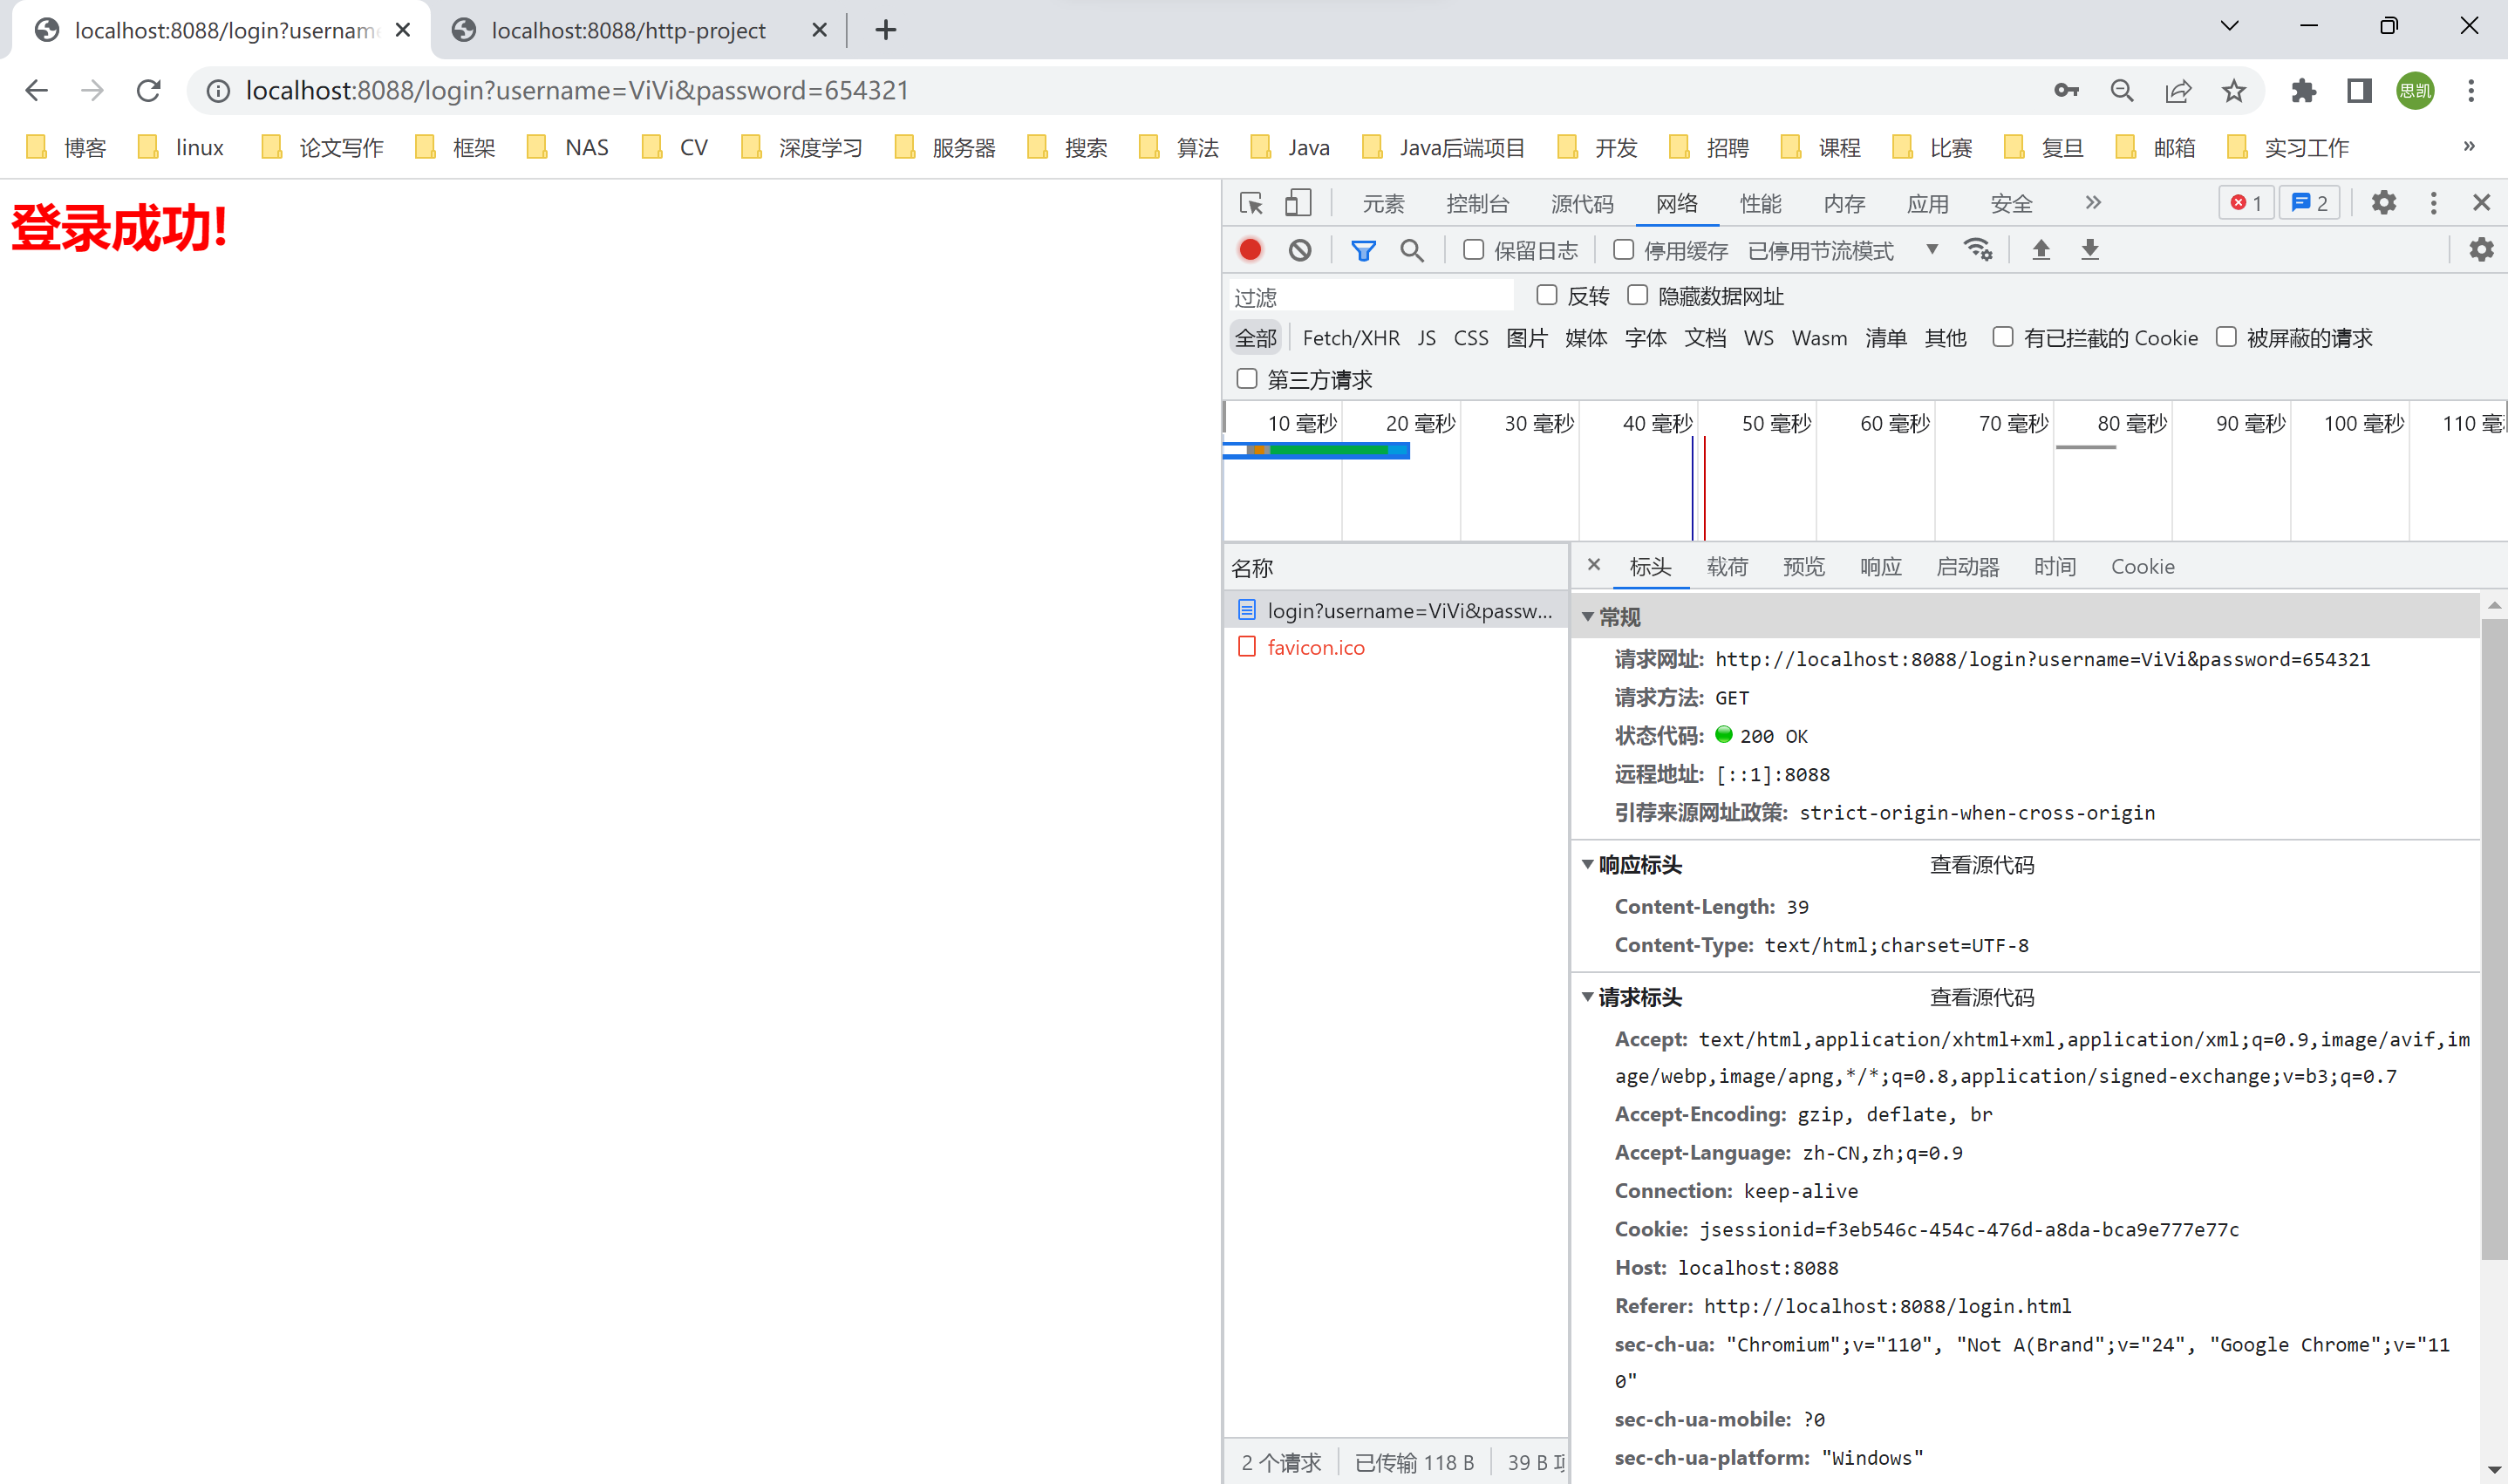 localhost:8088/login?usernam
localhost:8088/http-project
localhost:8088/login?username=ViVi&password=654321
思凯
博客 linux 论文写作 框架 NAS CV 深度学习 服务器 搜索 算法 Java Java后端项目 开发 招聘 课程 比赛 复旦 邮箱 实习工作 »
登录成功!
元素 控制台 源代码 网络 性能 内存 应用 安全 » 1 2
保留日志 停用缓存 已停用节流模式
过滤 反转 隐藏数据网址
全部 Fetch/XHR JS CSS 图片 媒体 字体 文档 WS Wasm 清单 其他 有已拦截的 Cookie 被屏蔽的请求
第三方请求
10 毫秒 20 毫秒 30 毫秒 40 毫秒 50 毫秒 60 毫秒 70 毫秒 80 毫秒 90 毫秒 100 毫秒 110 毫
名称
login?username=ViVi&passw...
favicon.ico
标头 载荷 预览 响应 启动器 时间 Cookie
常规
请求网址: http://localhost:8088/login?username=ViVi&password=654321
请求方法: GET
状态代码: 200 OK
远程地址: [::1]:8088
引荐来源网址政策: strict-origin-when-cross-origin
响应标头 查看源代码
Content-Length: 39
Content-Type: text/html;charset=UTF-8
请求标头 查看源代码
Accept: text/html,application/xhtml+xml,application/xml;q=0.9,image/avif,im
age/webp,image/apng,*/*;q=0.8,application/signed-exchange;v=b3;q=0.7
Accept-Encoding: gzip, deflate, br
Accept-Language: zh-CN,zh;q=0.9
Connection: keep-alive
Cookie: jsessionid=f3eb546c-454c-476d-a8da-bca9e777e77c
Host: localhost:8088
Referer: http://localhost:8088/login.html
sec-ch-ua: "Chromium";v="110", "Not A(Brand";v="24", "Google Chrome";v="11
0"
sec-ch-ua-mobile: ?0
sec-ch-ua-platform: "Windows"
2 个请求 已传输 118 B 39 B